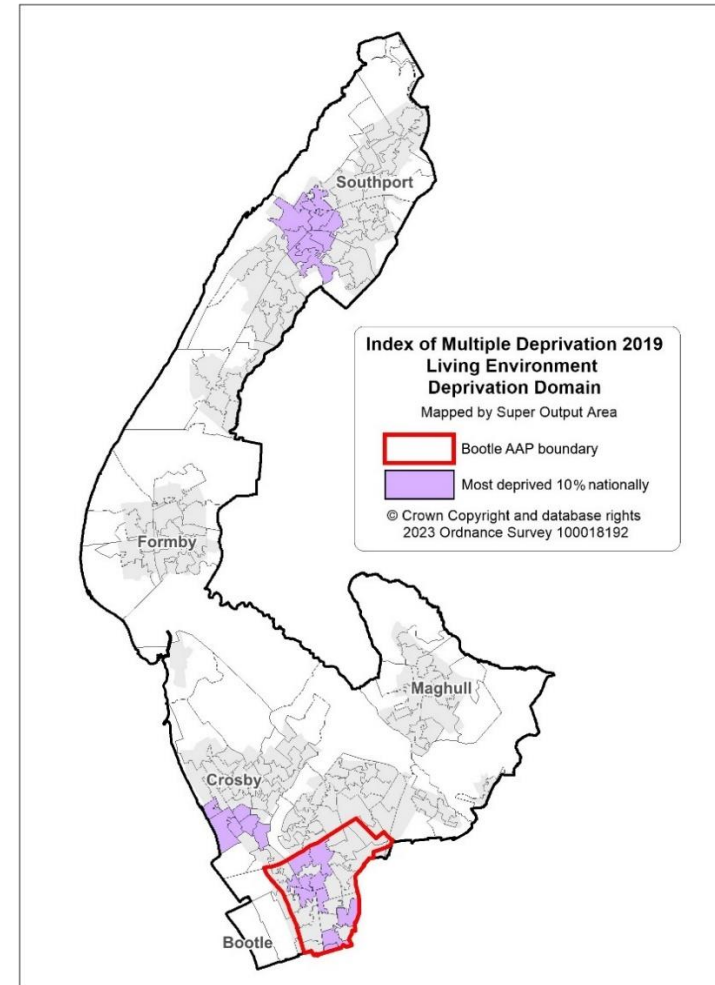 Southport
Index of Multiple Deprivation 2019
Living Environment
Deprivation Domain
Mapped by Super Output Area
Bootle AAP boundary
Most deprived 10% nationally
© Crown Copyright and database rights
2023 Ordnance Survey 100018192
Formby
Maghull
Crosby
Bootle